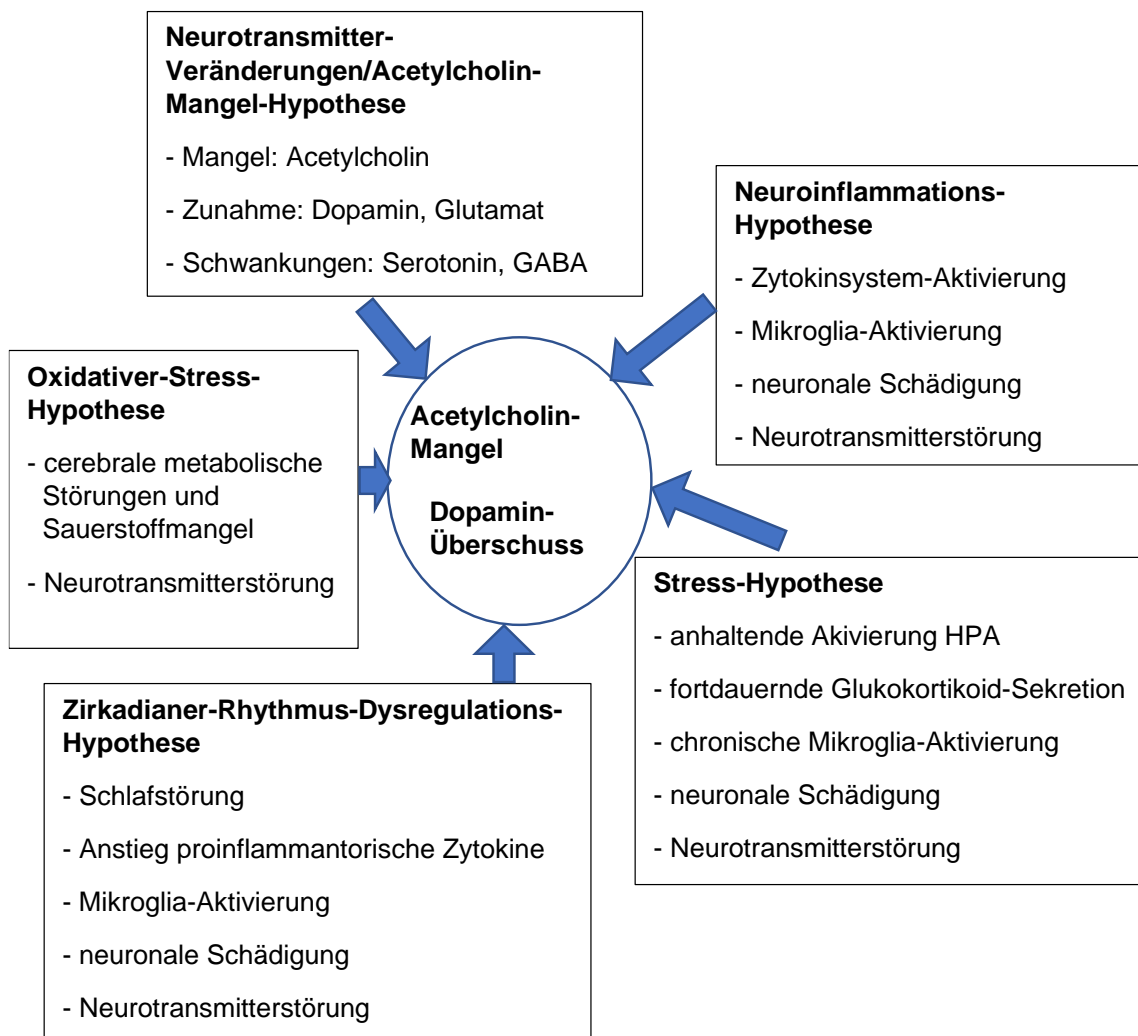 Neurotransmitter-
Veränderungen/Acetylcholin-
Mangel-Hypothese
- Mangel: Acetylcholin
- Zunahme: Dopamin, Glutamat
- Schwankungen: Serotonin, GABA
Neuroinflammations-
Hypothese
- Zytokinsystem-Aktivierung
- Mikroglia-Aktivierung
- neuronale Schädigung
- Neurotransmitterstörung
Oxidativer-Stress-
Hypothese
- cerebrale metabolische
Störungen und
Sauerstoffmangel
- Neurotransmitterstörung
Acetylcholin-
Mangel
Dopamin-
Überschuss
Stress-Hypothese
- anhaltende Akivierung HPA
- fortdauernde Glukokortikoid-Sekretion
- chronische Mikroglia-Aktivierung
- neuronale Schädigung
- Neurotransmitterstörung
Zirkadianer-Rhythmus-Dysregulations-
Hypothese
- Schlafstörung
- Anstieg proinflammantorische Zytokine
- Mikroglia-Aktivierung
- neuronale Schädigung
- Neurotransmitterstörung